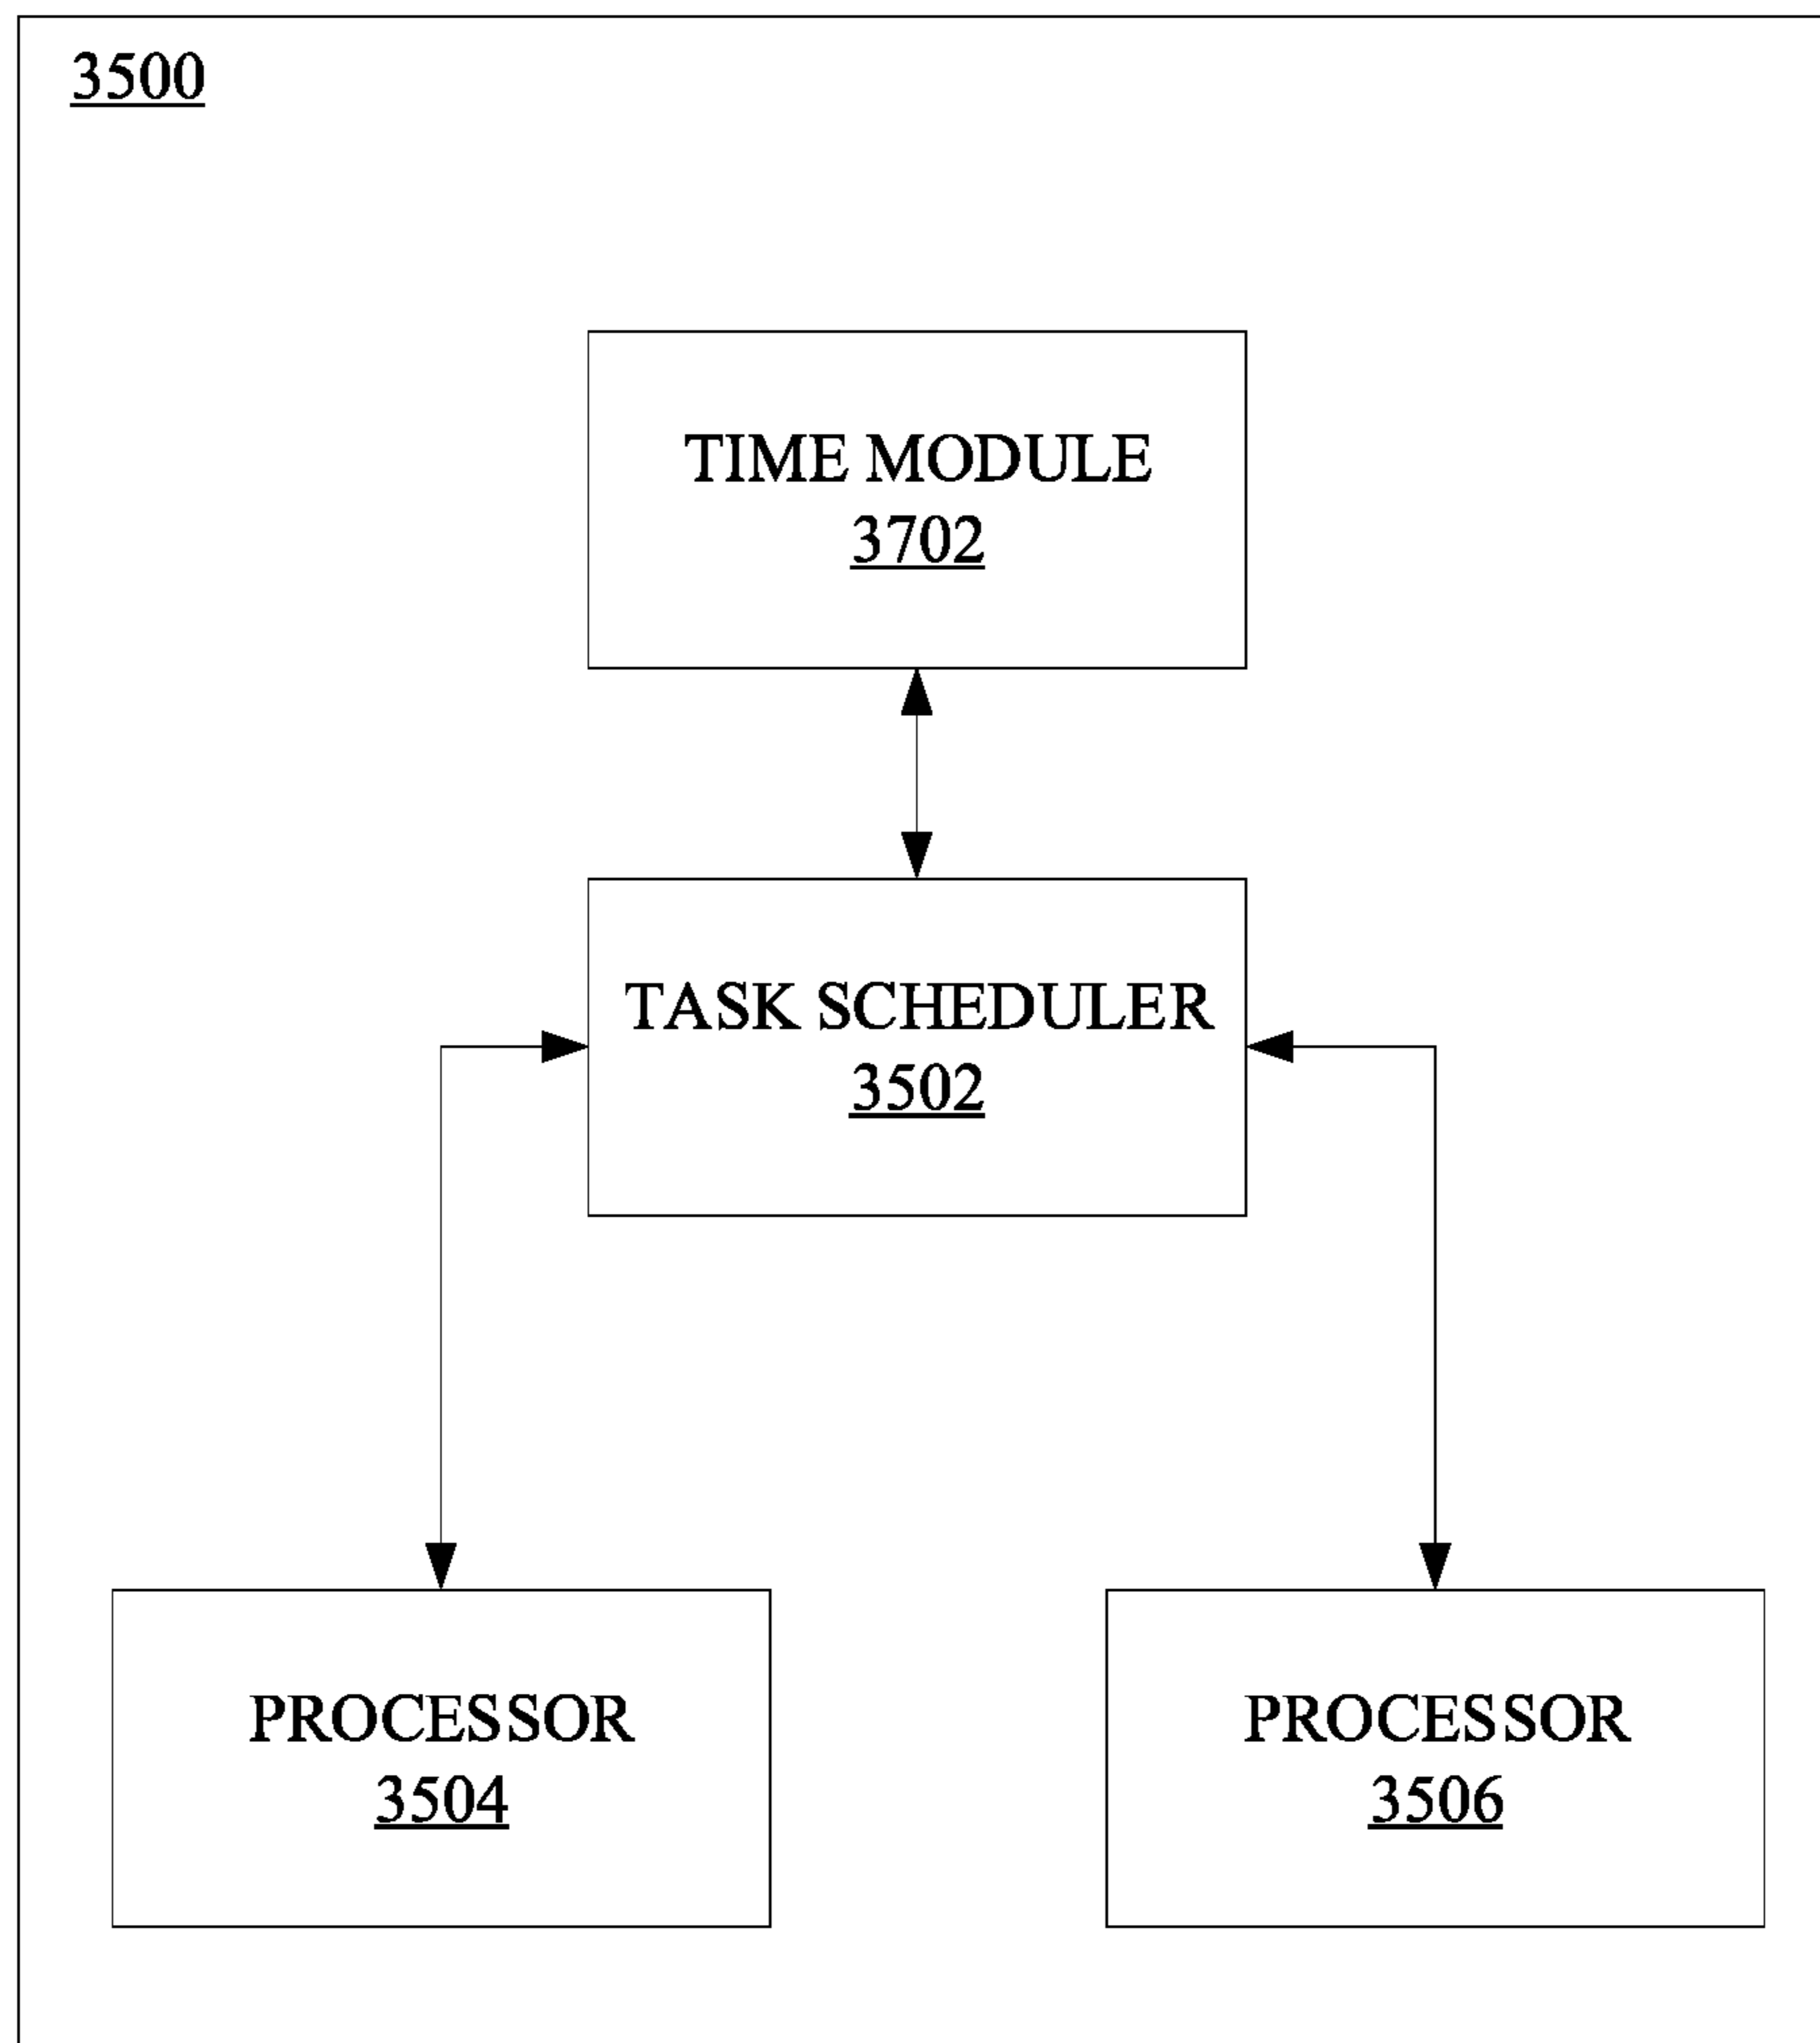 3500
TIME MODULE
3702
TASK SCHEDULER
3502
PROCESSOR
3504
PROCESSOR
3506